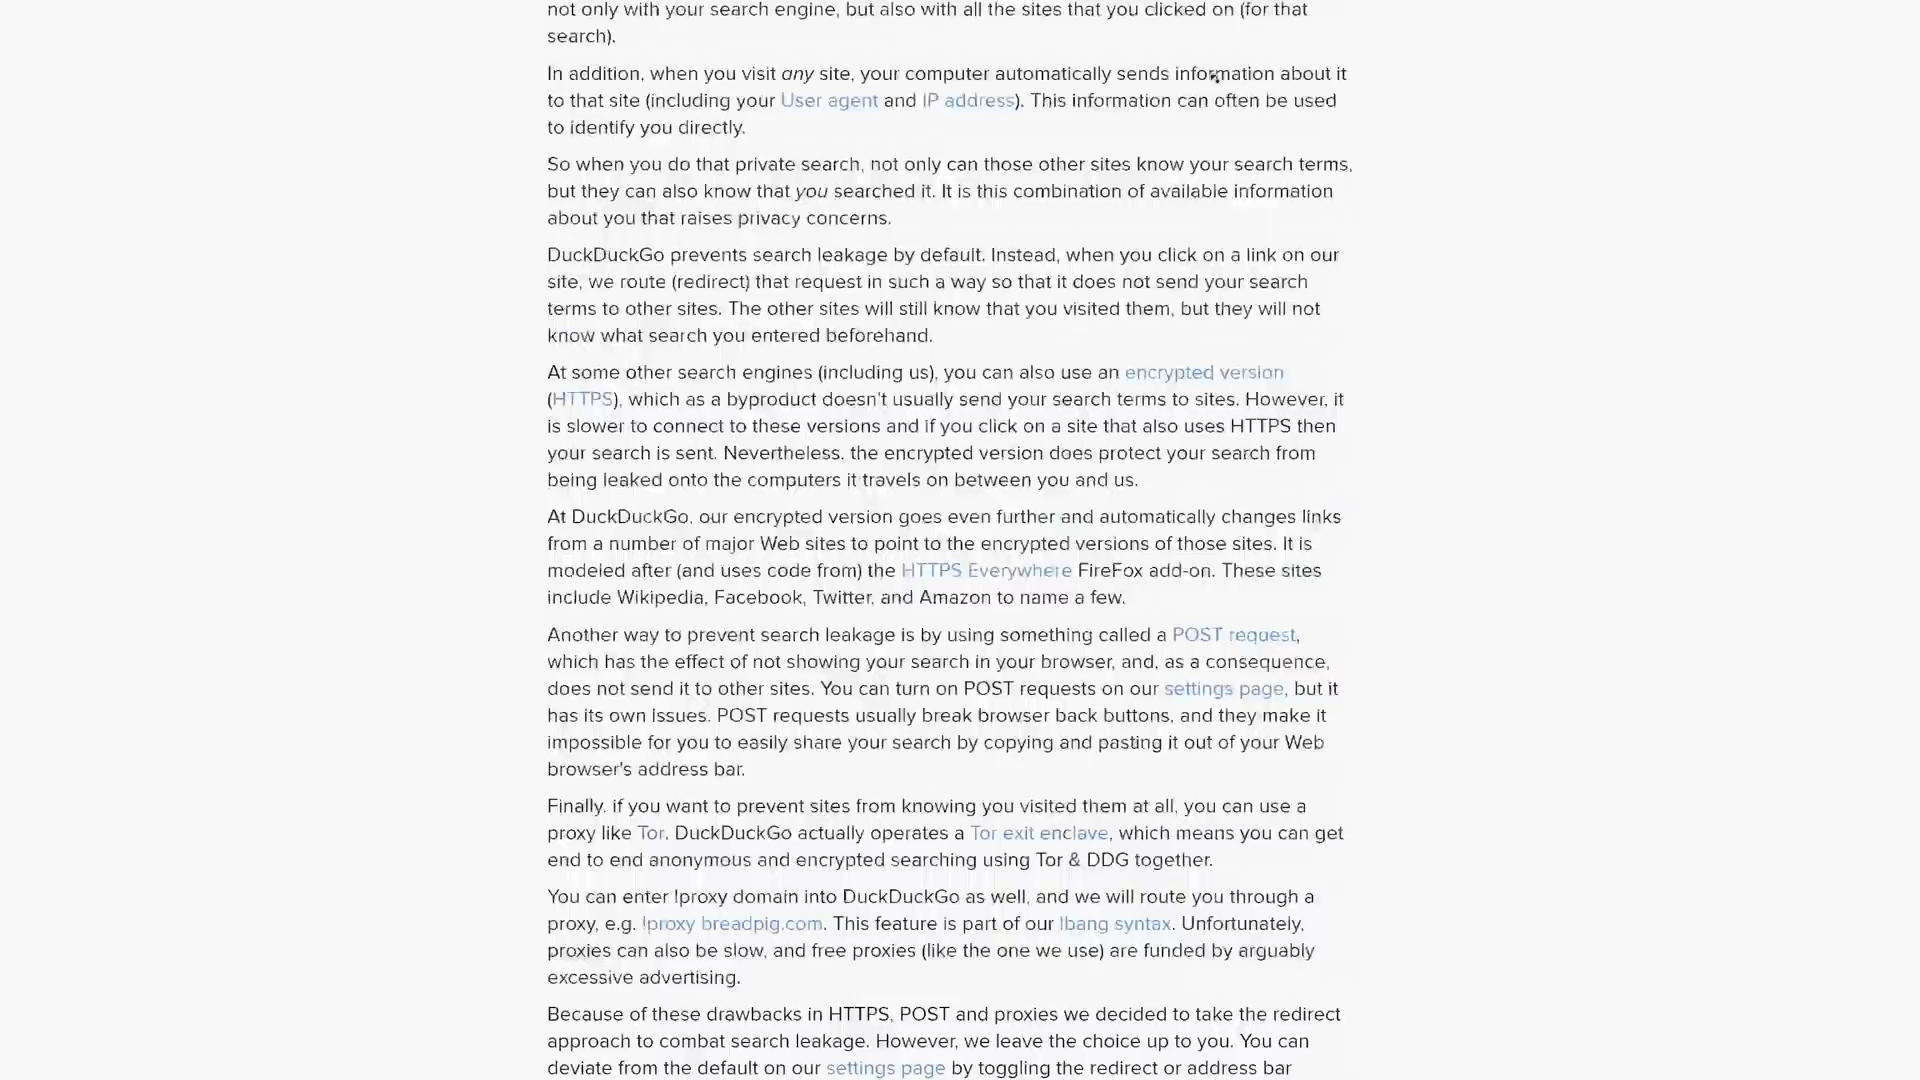 not only with your search engine, but also with all the sites that you clicked on (for that
search).
In addition, when you visit any site, your computer automatically sends information about it
to that site (including your User agent and IP address). This information can often be used
to identify you directly.
So when you do that private search, not only can those other sites know your search terms,
but they can also know that you searched it. It is this combination of available information
about you that raises privacy concerns.
DuckDuckGo prevents search leakage by default. Instead, when you click on a link on our
site, we route (redirect) that request in such a way so that it does not send your search
terms to other sites. The other sites will still know that you visited them, but they will not
know what search you entered beforehand.
At some other search engines (including us), you can also use an encrypted version
(HTTPS), which as a byproduct doesn't usually send your search terms to sites. However, it
is slower to connect to these versions and if you click on a site that also uses HTTPS then
your search is sent. Nevertheless, the encrypted version does protect your search from
being leaked onto the computers it travels on between you and us.
At DuckDuckGo, our encrypted version goes even further and automatically changes links
from a number of major Web sites to point to the encrypted versions of those sites. It is
modeled after (and uses code from) the HTTPS Everywhere FireFox add-on. These sites
include Wikipedia, Facebook, Twitter, and Amazon to name a few.
Another way to prevent search leakage is by using something called a POST request,
which has the effect of not showing your search in your browser, and, as a consequence,
does not send it to other sites. You can turn on POST requests on our settings page, but it
has its own issues. POST requests usually break browser back buttons, and they make it
impossible for you to easily share your search by copying and pasting it out of your Web
browser's address bar.
Finally, if you want to prevent sites from knowing you visited them at all, you can use a
proxy like Tor. DuckDuckGo actually operates a Tor exit enclave, which means you can get
end to end anonymous and encrypted searching using Tor & DDG together.
You can enter !proxy domain into DuckDuckGo as well, and we will route you through a
proxy, e.g. !proxy breadpig.com. This feature is part of our !bang syntax. Unfortunately,
proxies can also be slow, and free proxies (like the one we use) are funded by arguably
excessive advertising.
Because of these drawbacks in HTTPS, POST and proxies we decided to take the redirect
approach to combat search leakage. However, we leave the choice up to you. You can
deviate from the default on our settings page by toggling the redirect or address bar